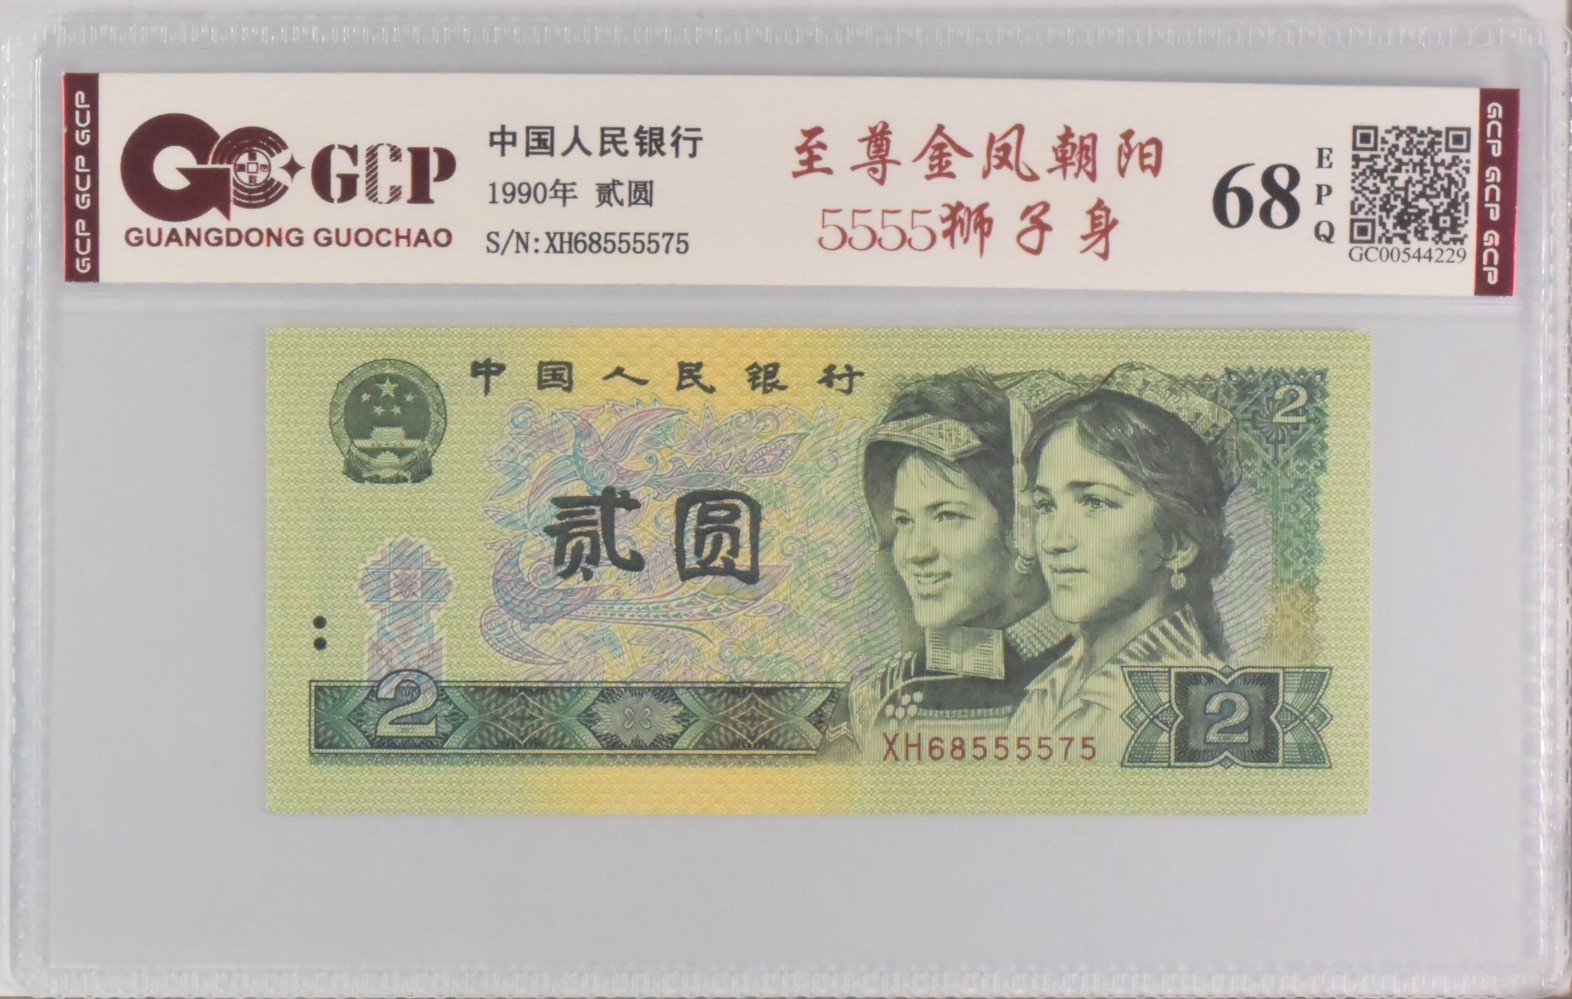 GCP GCP GCP
GCP
GUANGDONG GUOCHAO
中国人民银行
1990年 贰圆
S/N:XH68555575
至尊金凤朝阳
5555狮子身
68
EPQ
GC00544229
GCP GCP GCP
中国人民银行
2
贰圆
2
XH68555575
2